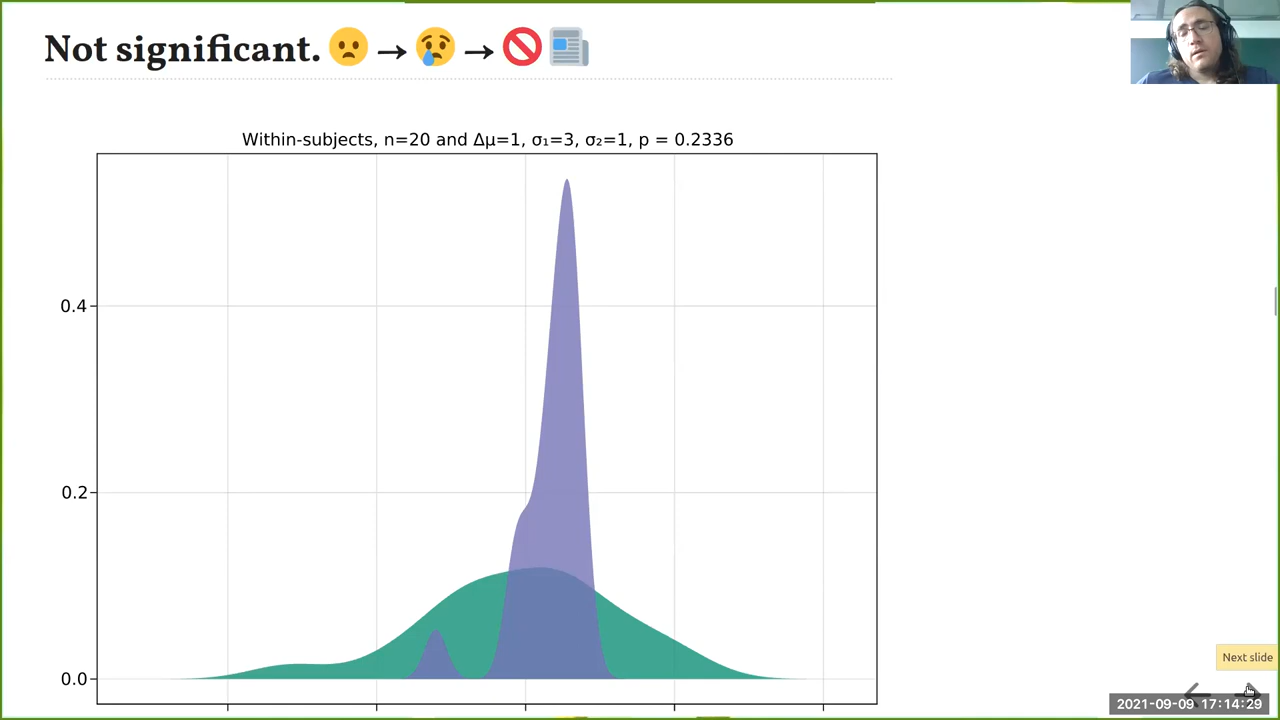 Not significant. 😦 → 😢 → 🚫 📰
Within-subjects, n=20 and Δμ=1, σ₁=3, σ₂=1, p = 0.2336
0.4
0.2
0.0
Next slide
2021-09-09 17:14:29